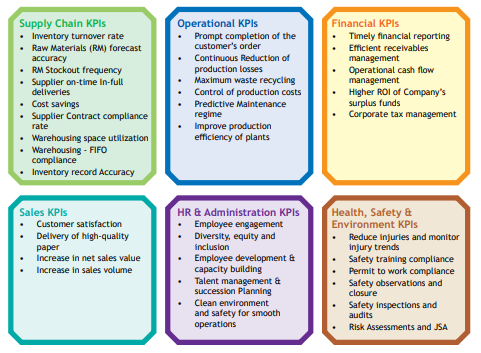 Supply Chain KPIs
• Inventory turnover rate
• Raw Materials (RM) forecast
accuracy
• RM Stockout frequency
• Supplier on-time In-full
deliveries
• Cost savings
• Supplier Contract compliance
rate
• Warehousing space utilization
• Warehousing - FIFO
compliance
• Inventory record Accuracy
Operational KPIs
• Prompt completion of the
customer's order
• Continuous Reduction of
production losses
• Maximum waste recycling
• Control of production costs
• Predictive Maintenance
regime
• Improve production
efficiency of plants
Financial KPIs
• Timely financial reporting
• Efficient receivables
management
• Operational cash flow
management
• Higher ROI of Company's
surplus funds
• Corporate tax management
Sales KPIs
• Customer satisfaction
• Delivery of high-quality
paper
• Increase in net sales value
• Increase in sales volume
HR & Administration KPIs
• Employee engagement
• Diversity, equity and
inclusion
• Employee development &
capacity building
• Talent management &
succession Planning
• Clean environment
and safety for smooth
operations
Health, Safety &
Environment KPIs
• Reduce injuries and monitor
injury trends
• Safety training compliance
• Permit to work compliance
• Safety observations and
closure
• Safety inspections and
audits
• Risk Assessments and JSA